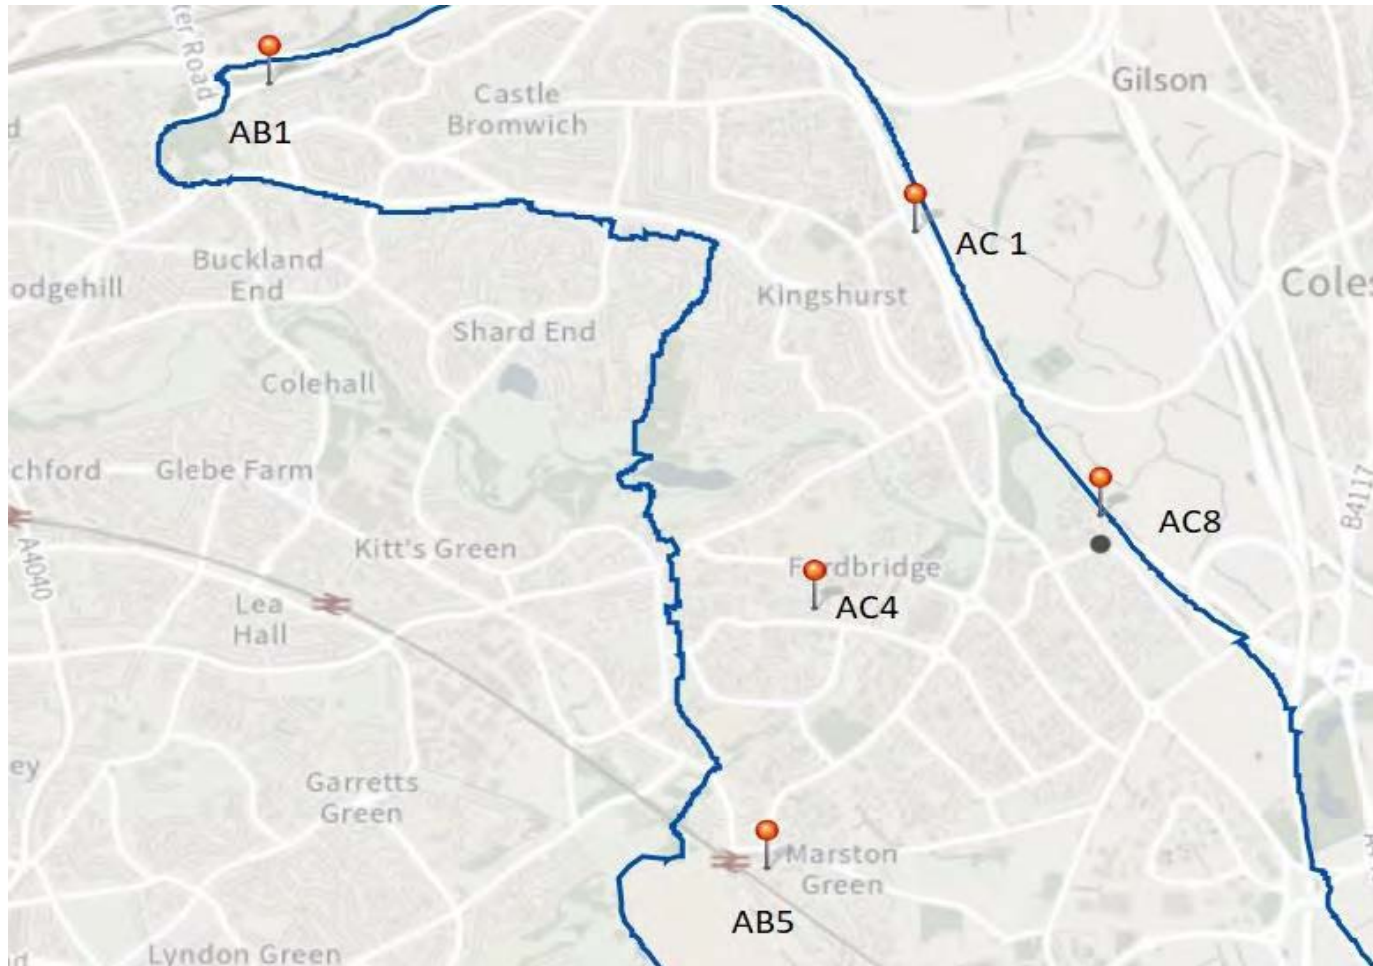 ter Road
AB1
Castle
Bromwich
Gilson
AC 1
Buckland
End
odgehill
Kingshurst
Coles
Shard End
Colehall
chford
Glebe Farm
B4117
AC8
A4040
Kitt's Green
Fordbridge
AC4
Lea
Hall
ey
Garretts
Green
Marston
Green
AB5
Lyndon Green